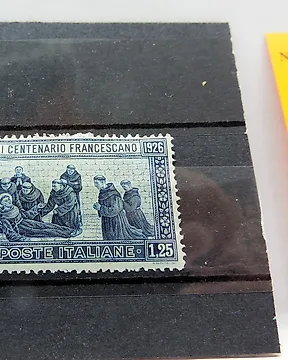 I CENTENARIO FRANCESCANO 1926
POSTE ITALIANE 1.25
N